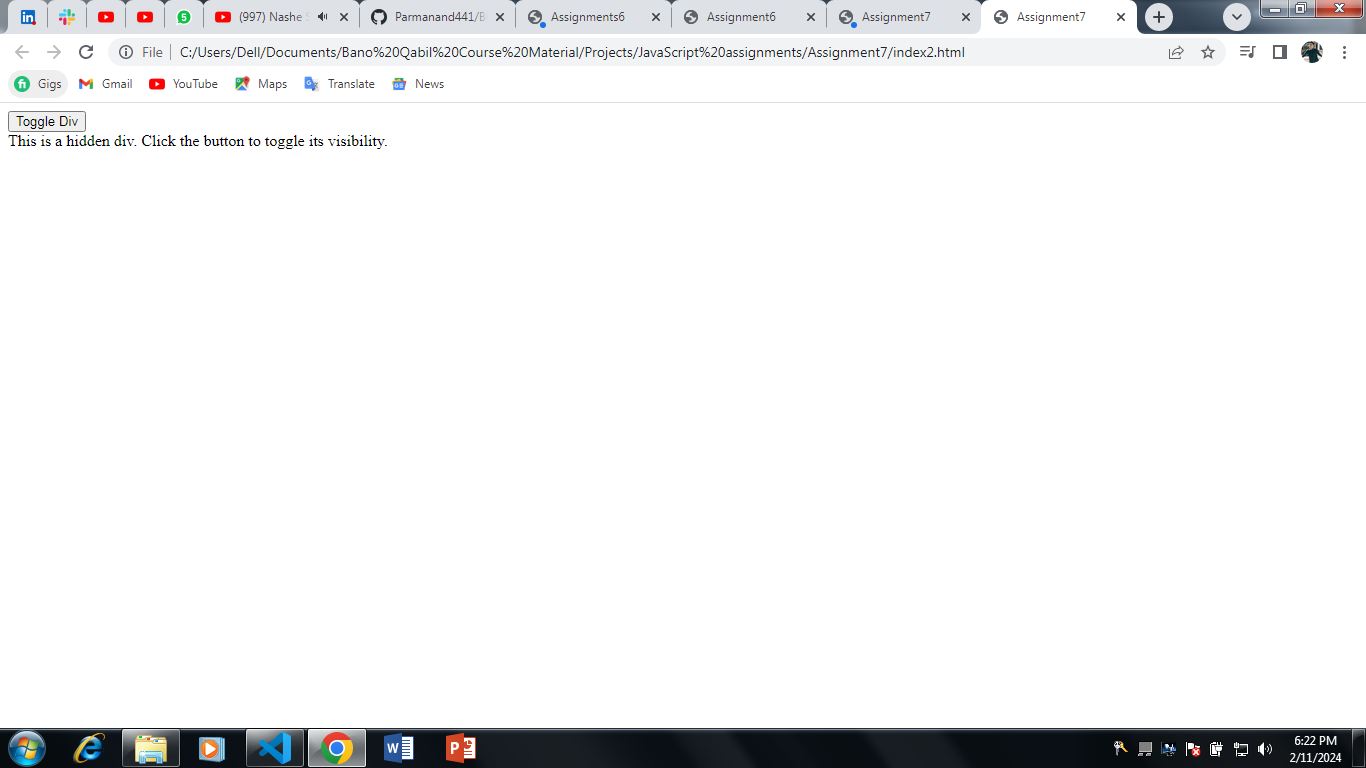 (997) Nashe S
Parmanand441/B
Assignments6
Assignment6
Assignment7
Assignment7
File
C:/Users/Dell/Documents/Bano%20Qabil%20Course%20Material/Projects/JavaScript%20assignments/Assignment7/index2.html
Gigs
Gmail
YouTube
Maps
Translate
News
Toggle Div
This is a hidden div. Click the button to toggle its visibility.
6:22 PM
2/11/2024